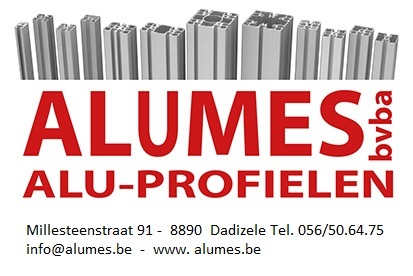 ALUMES bvba
ALU-PROFIELEN
Millesteenstraat 91 - 8890 Dadizele Tel. 056/50.64.75
info@alumes.be - www. alumes.be